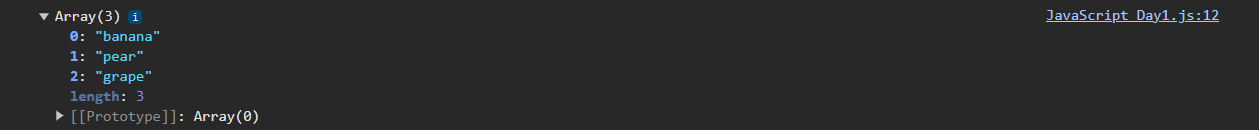 ▼ Array(3) i JavaScript Day1.js:12
0: "banana"
1: "pear"
2: "grape"
length: 3
▶ [[Prototype]]: Array(0)